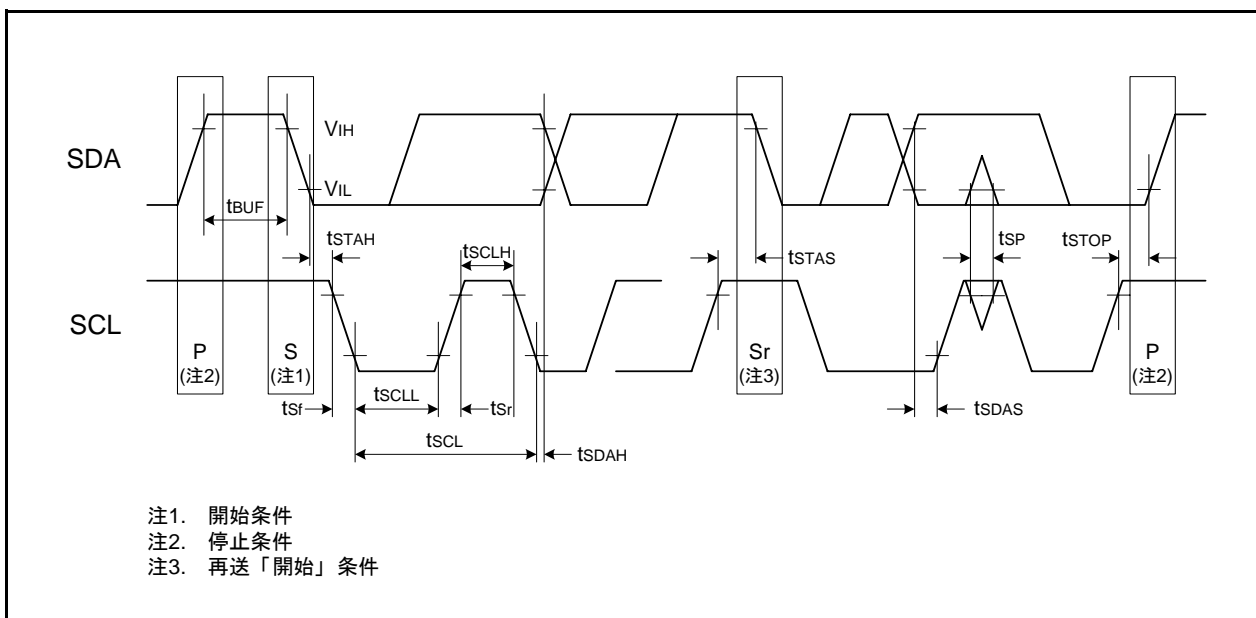 SDA
VIH
VIL
tBUF
tSTAH
tSCLH
tSTAS
tSP
tSTOP
SCL
P
(注2)
S
(注1)
Sr
(注3)
P
(注2)
tSf
tSCLL
tSr
tSDAS
tSCL
tSDAH
注1. 開始条件
注2. 停止条件
注3. 再送「開始」条件